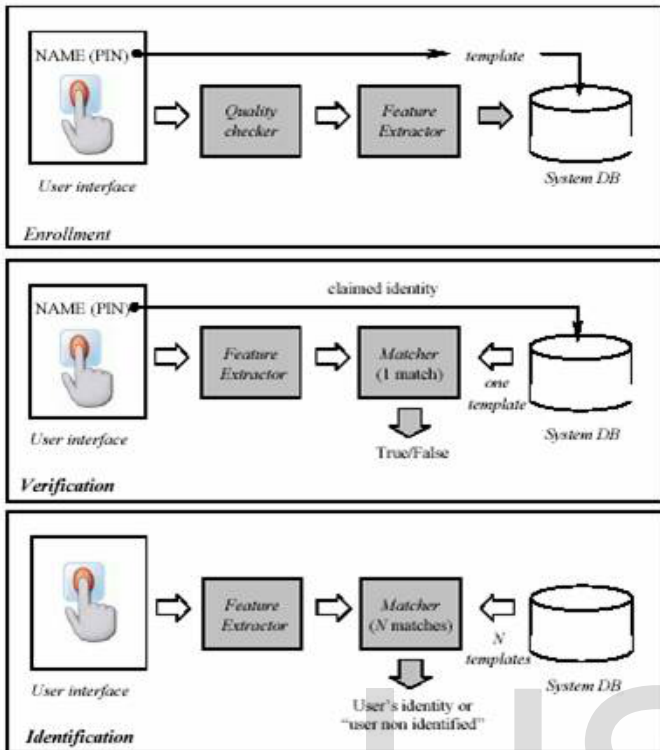 NAME (PIN)
template
Quality
checker
Feature
Extractor
User interface
System DB
Enrollment
claimed identity
NAME (PIN)
Feature
Extractor
Matcher
(1 match)
one
template
User interface
True/False
System DB
Verification
Feature
Extractor
Matcher
(N matches)
N
templates
User interface
System DB
User's identity or
"user non identified"
Identification